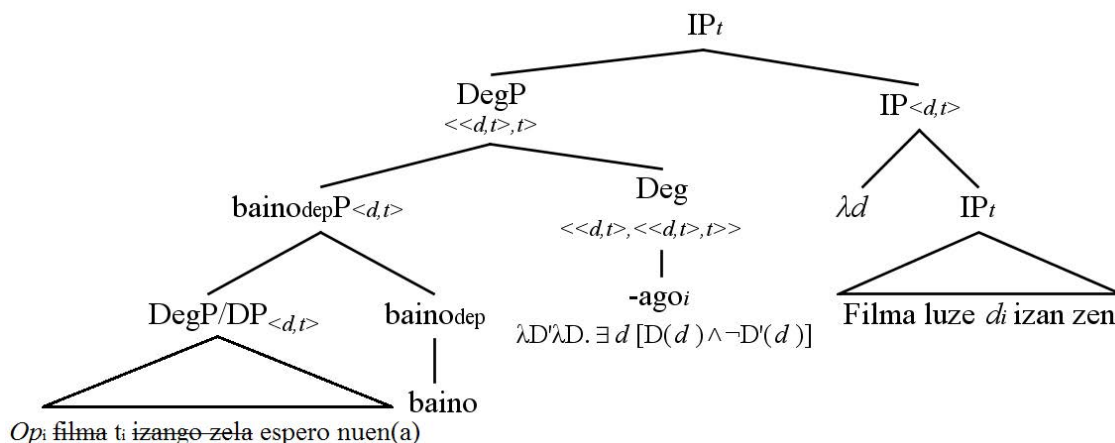 IPt
DegP
<<d,t>,t>
IP<d,t>
bainodepP<d,t>
Deg
<<d,t>,<<d,t>,t>>
λd
IPt
DegP/DP<d,t>
bainodep
-agoi
λD'λD. ∃ d [D(d) ∧ ¬D'(d)]
Filma luze di izan zen
baino
Opi filma ti izango zela espero nuen(a)